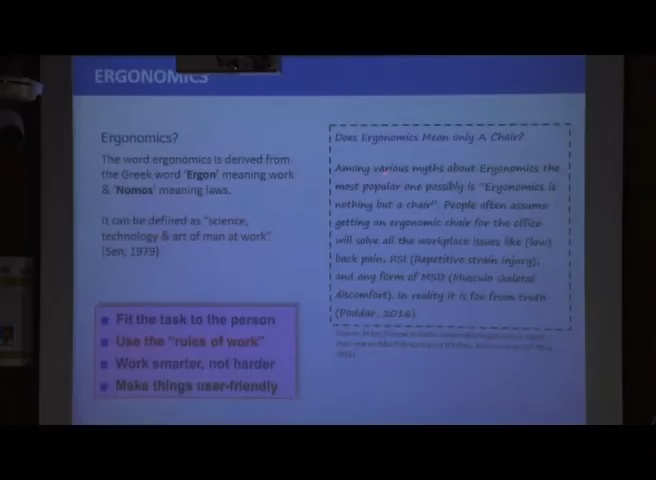 ERGONOMICS
Ergonomics?
The word ergonomics is derived from
the Greek word 'Ergon' meaning work
& 'Nomos' meaning laws.
It can be defined as "science,
technology & art of man at work"
(Sen, 1979)
Fit the task to the person
Use the "rules of work"
Work smarter, not harder
Make things user-friendly
Does Ergonomics Mean only A Chair?
Among various myths about Ergonomics the
most popular one possibly is "Ergonomics is
nothing but a chair". People often assume
getting an ergonomic chair for the office
will solve all the workplace issues like (low)
back pain, RSI (Repetitive strain injury),
and any form of MSD (Musculo skeletal
discomfort). In reality it is far from truth
(Poddar, 2016)